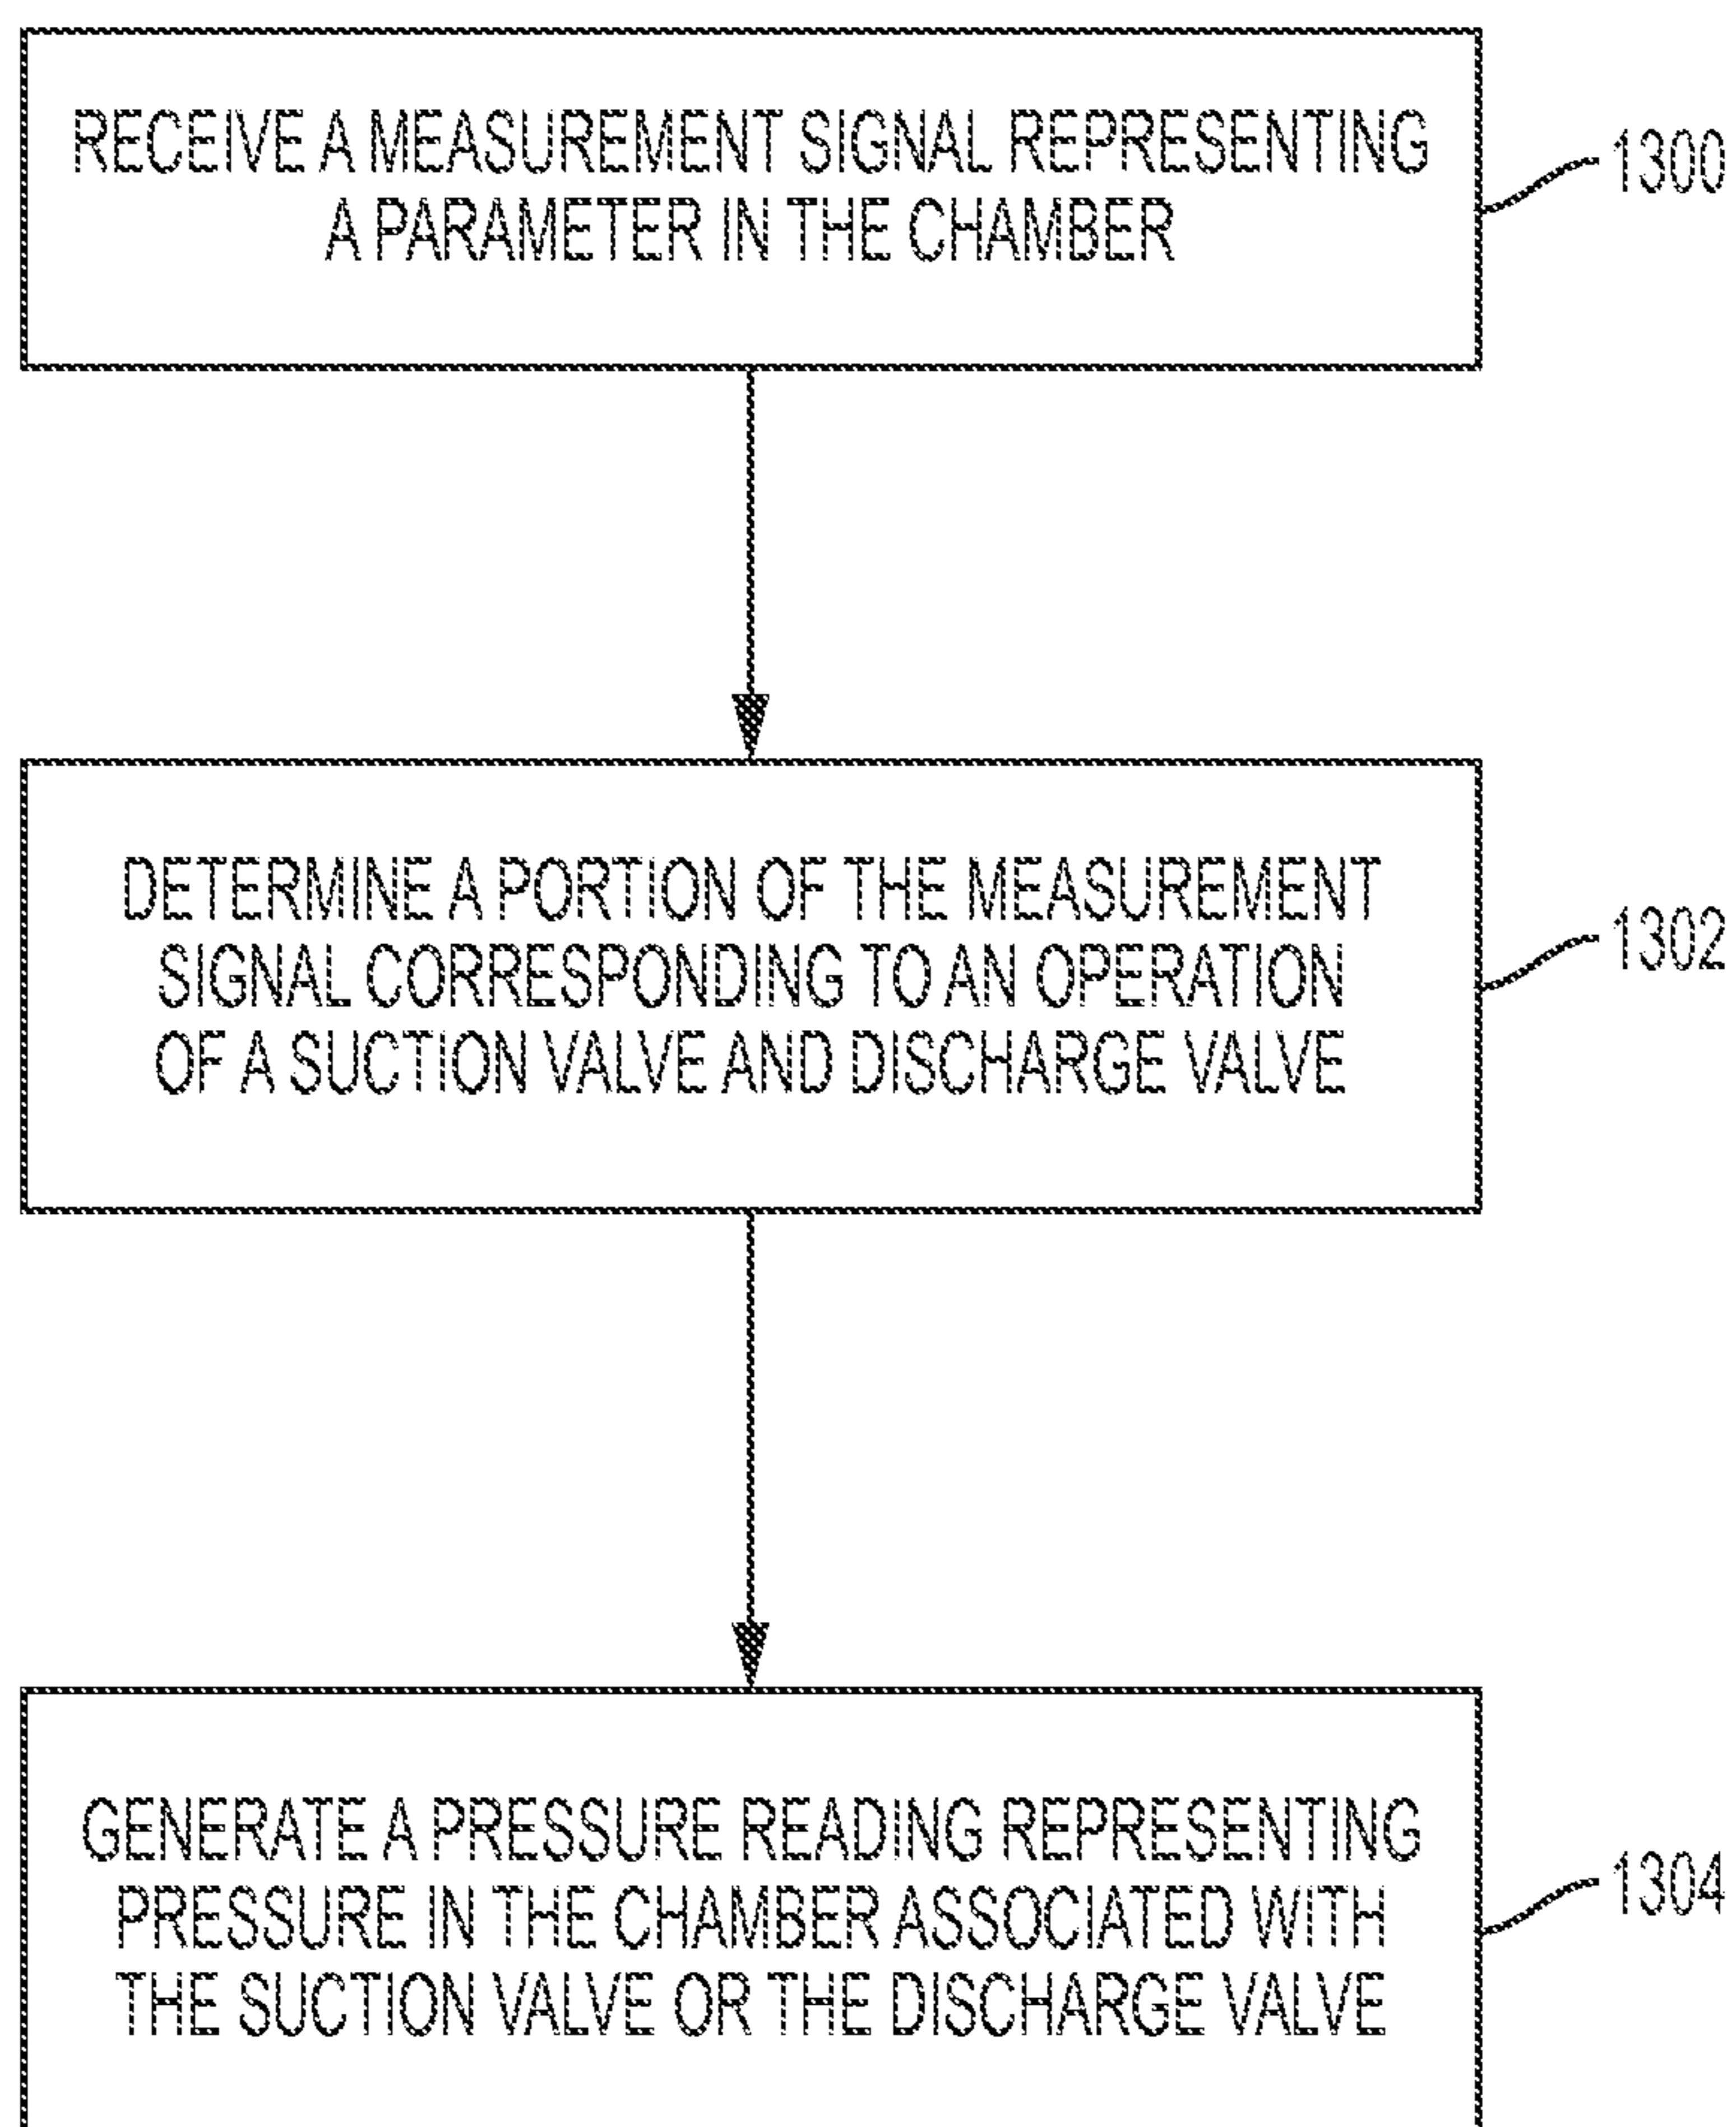 RECEIVE A MEASUREMENT SIGNAL REPRESENTING
A PARAMETER IN THE CHAMBER
1300
DETERMINE A PORTION OF THE MEASUREMENT
SIGNAL CORRESPONDING TO AN OPERATION
OF A SUCTION VALVE AND DISCHARGE VALVE
1302
GENERATE A PRESSURE READING REPRESENTING
PRESSURE IN THE CHAMBER ASSOCIATED WITH
THE SUCTION VALVE OR THE DISCHARGE VALVE
1304